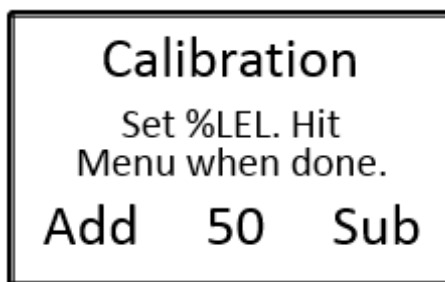 Calibration
Set %LEL. Hit
Menu when done.
Add 50 Sub